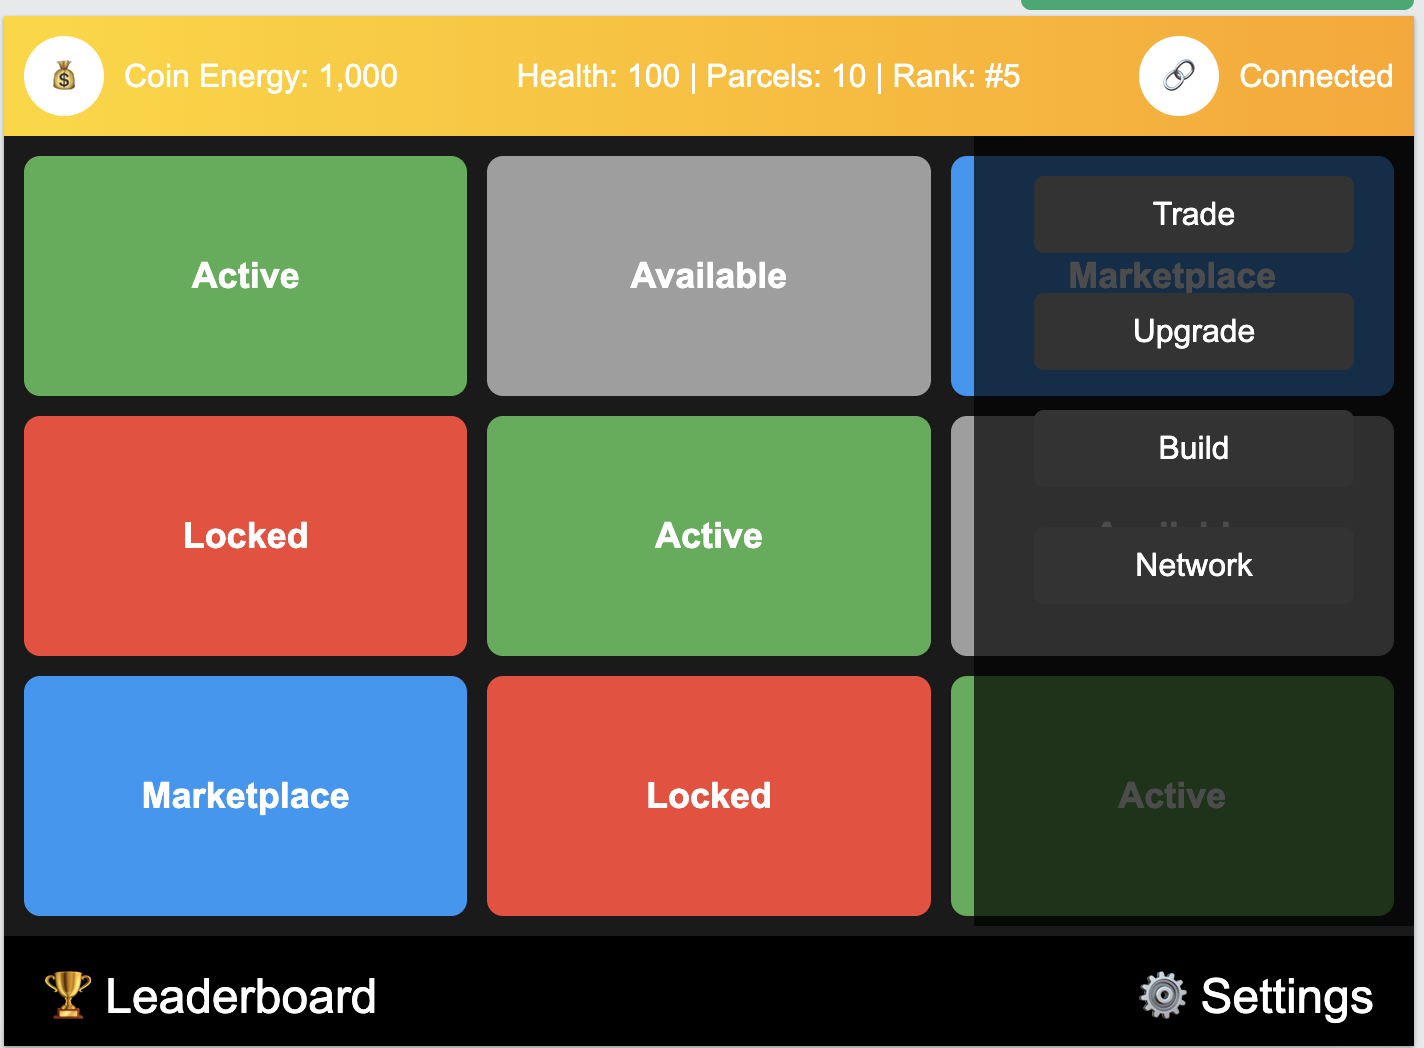 Coin Energy: 1,000
Health: 100 | Parcels: 10 | Rank: #5
Connected
Active
Available
Trade
Marketplace
Upgrade
Locked
Active
Build
Network
Marketplace
Locked
Active
Leaderboard
Settings